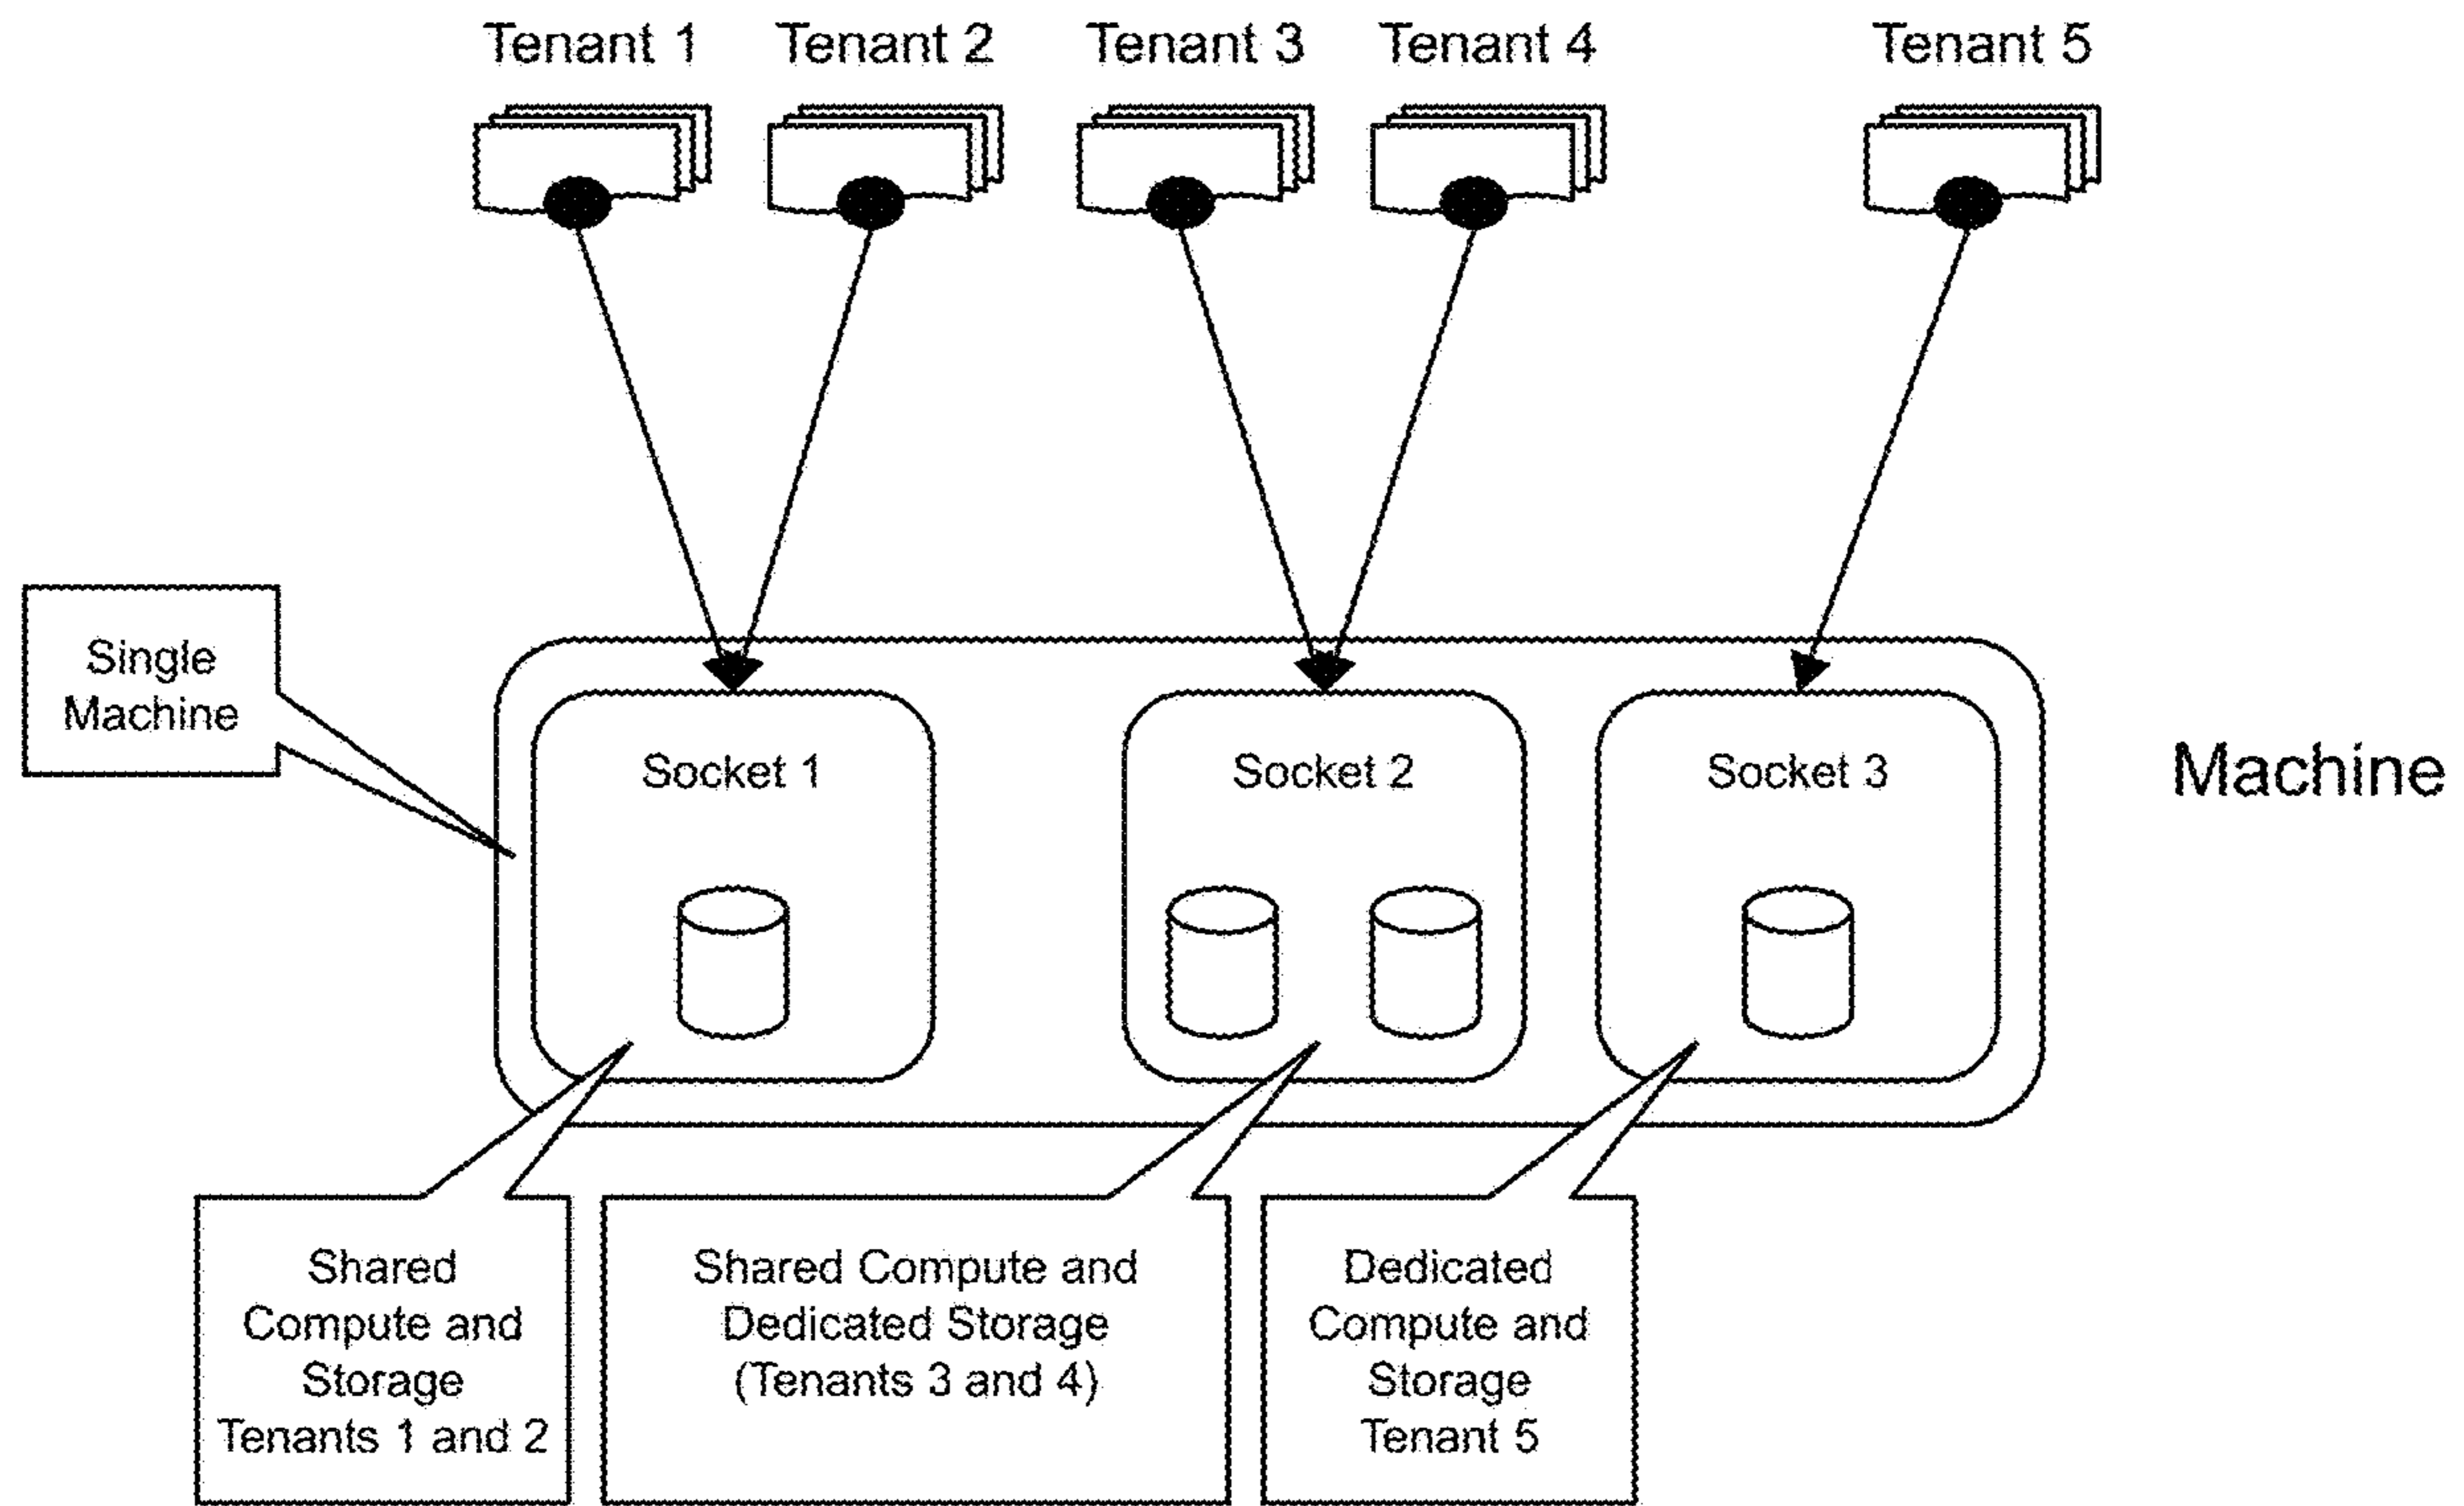 Tenant 1 Tenant 2 Tenant 3 Tenant 4 Tenant 5
Single
Machine
Socket 1 Socket 2 Socket 3
Machine
Shared
Compute and
Storage
Tenants 1 and 2
Shared Compute and
Dedicated Storage
(Tenants 3 and 4)
Dedicated
Compute and
Storage
Tenant 5